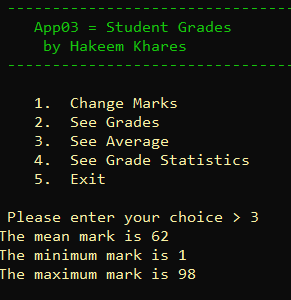 ------------------------------------
App03 = Student Grades
by Hakeem Khares
------------------------------------
1. Change Marks
2. See Grades
3. See Average
4. See Grade Statistics
5. Exit
Please enter your choice > 3
The mean mark is 62
The minimum mark is 1
The maximum mark is 98